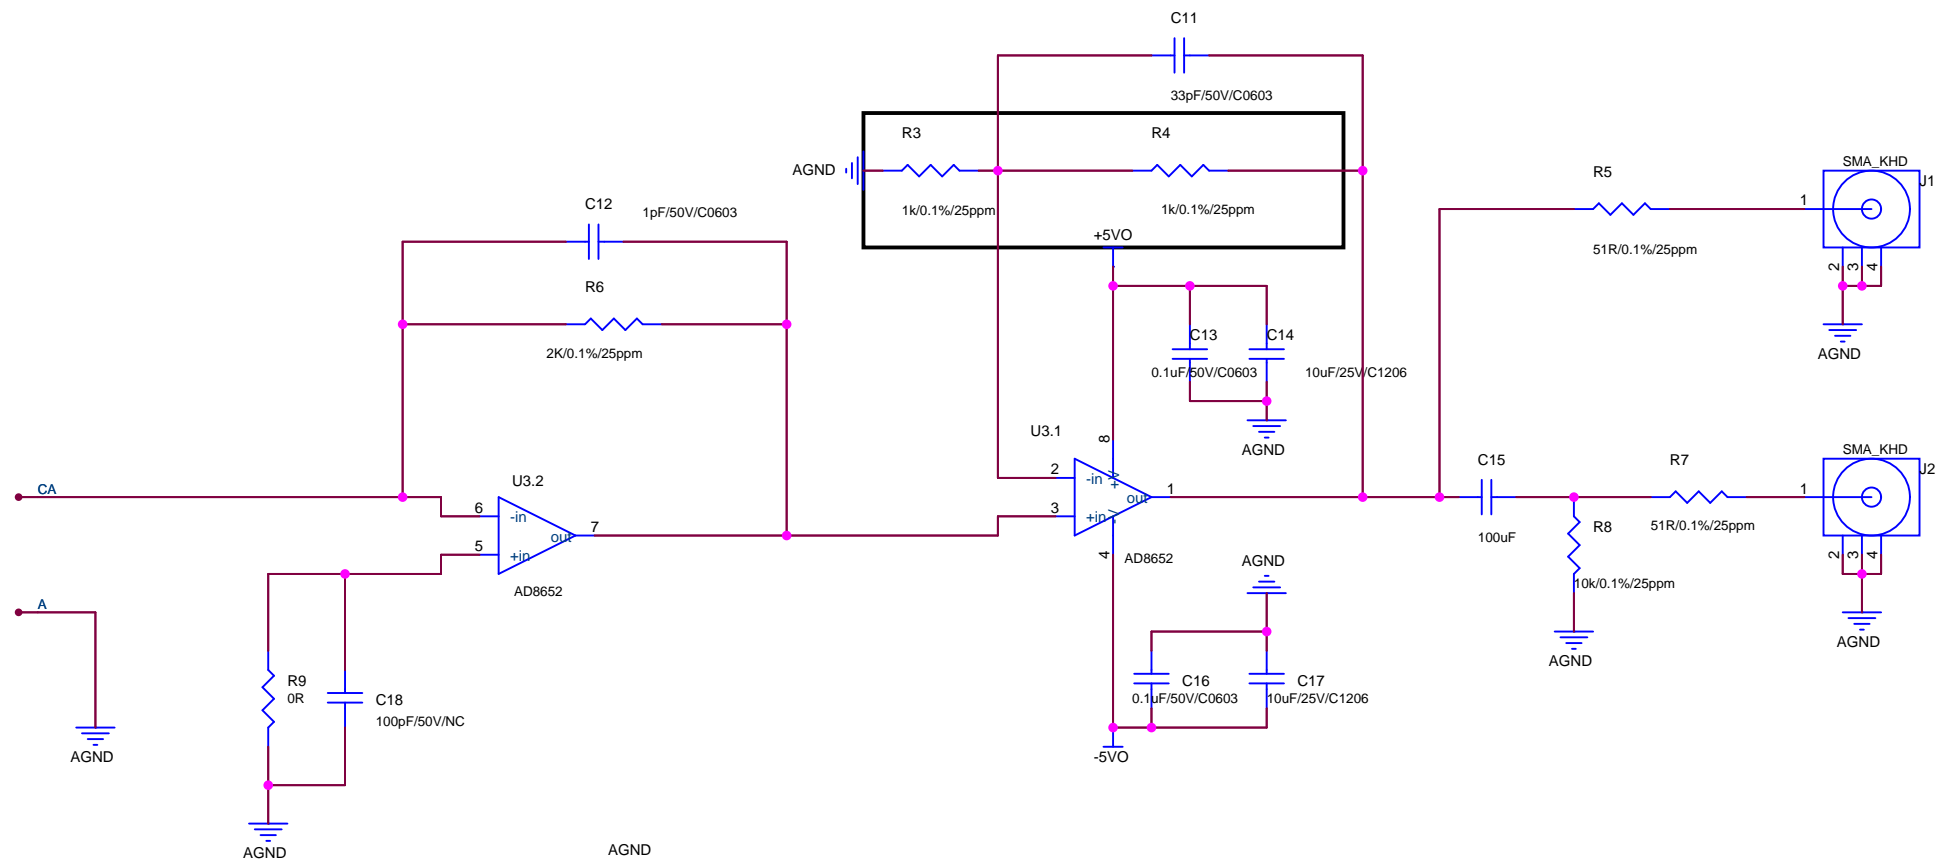 C11
33pF/50V/C0603
R3
R4
AGND
1k/0.1%/25ppm
1k/0.1%/25ppm
+5VO
SMA_KHD
J1
R5
1
51R/0.1%/25ppm
2
3
4
AGND
C12
1pF/50V/C0603
R6
2K/0.1%/25ppm
C13
C14
0.1uF/50V/C0603
10uF/25V/C1206
AGND
U3.1
8
2
-in
V+
out
1
3
+in
V-
4
AD8652
CA
U3.2
6
-in
out
7
5
+in
AD8652
C15
100uF
R7
51R/0.1%/25ppm
SMA_KHD
J2
1
2
3
4
AGND
R8
10k/0.1%/25ppm
AGND
A
AGND
AGND
C16
0.1uF/50V/C0603
C17
10uF/25V/C1206
-5VO
R9
0R
C18
100pF/50V/NC
AGND
AGND